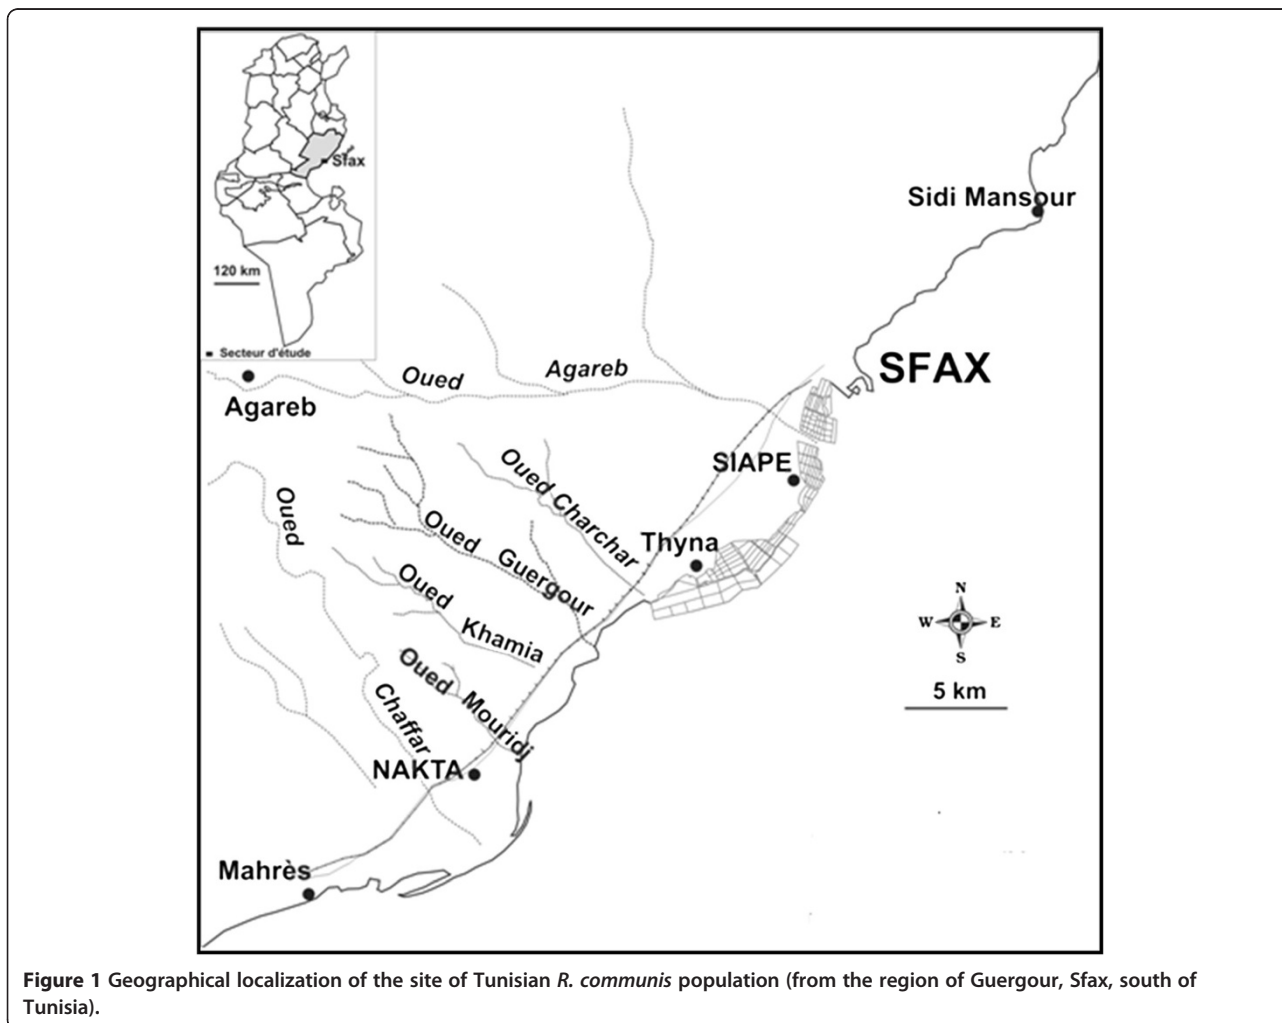 Sfax
120 km
Secteur d'étude
Sidi Mansour
SFAX
Oued Agareb
Agareb
SIAPE
Oued Charchar
Oued
Thyna
Oued Guergour
Oued Khamia
N
W E
S
Oued Mouridj
Chaffar
5 km
NAKTA
Mahrès
Figure 1 Geographical localization of the site of Tunisian R. communis population (from the region of Guergour, Sfax, south of
Tunisia).